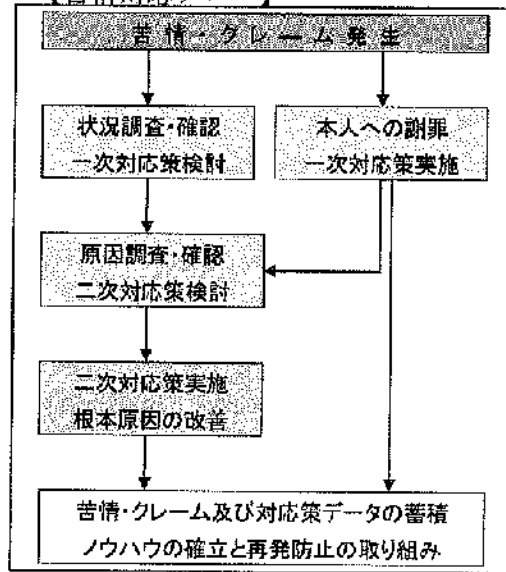 苦情・クレーム発生
状況調査・確認
一次対応策検討
本人への謝罪
一次対応策実施
原因調査・確認
二次対応策検討
二次対応策実施
根本原因の改善
苦情・クレーム及び対応策データの蓄積
ノウハウの確立と再発防止の取り組み